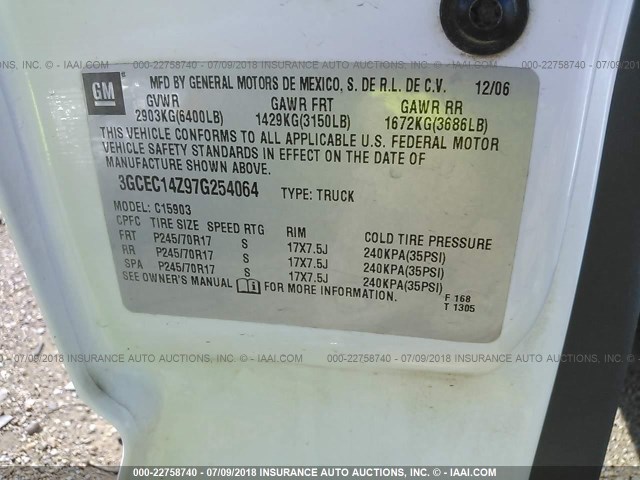 000-22758740 / 07/09/2018 INSURANCE AUTO AUCTIONS, INC. - IAAI.COM
GM
MFD BY GENERAL MOTORS DE MEXICO, S. DE R.L. DE C.V. 12/06
GVWR GAWR FRT GAWR RR
2903KG(6400LB) 1429KG(3150LB) 1672KG(3686LB)
THIS VEHICLE CONFORMS TO ALL APPLICABLE U.S. FEDERAL MOTOR
VEHICLE SAFETY STANDARDS IN EFFECT ON THE DATE OF
MANUFACTURE SHOWN ABOVE.
3GCEC14Z97G254064 TYPE: TRUCK
MODEL: C15903
CPFC TIRE SIZE SPEED RTG RIM COLD TIRE PRESSURE
FRT P245/70R17 S 17X7.5J 240KPA(35PSI)
RR P245/70R17 S 17X7.5J 240KPA(35PSI)
SPA P245/70R17 S 17X7.5J 240KPA(35PSI)
SEE OWNER'S MANUAL FOR MORE INFORMATION.
F 168
T 1305
000-22758740 - 07/09/2018 - INSURANCE AUTO AUCTIONS, INC. - © IAAI.COM
000-22758740 - 07/09/2018 - INSURANCE AUTO AUCTIONS, INC. - © IAAI.COM